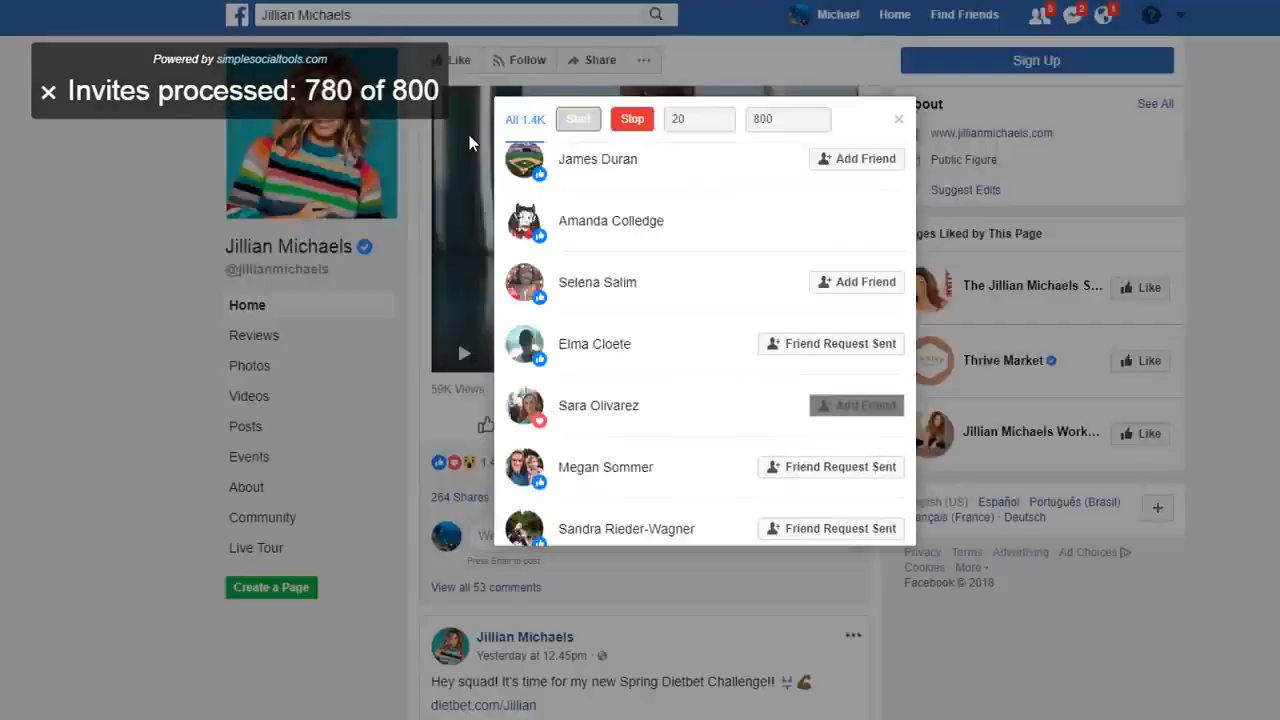 Jillian Michaels
Michael
Home
Find Friends
5
2
1
Powered by simplesocialtools.com
× Invites processed: 780 of 800
Like
Follow
Share
Sign Up
All 1.4K
Start
Stop
20
800
James Duran
Add Friend
Amanda Colledge
Selena Salim
Add Friend
Elma Cloete
Friend Request Sent
Sara Olivarez
Add Friend
Megan Sommer
Friend Request Sent
Sandra Rieder-Wagner
Friend Request Sent
Jillian Michaels
@jillianmichaels
Home
Reviews
Photos
Videos
Posts
Events
About
Community
Live Tour
Create a Page
59K Views
264 Shares
Press Enter to post.
View all 53 comments
Jillian Michaels
Yesterday at 12.45pm ·
Hey squad! It's time for my new Spring Dietbet Challenge!!
dietbet.com/Jillian
bout
See All
www.jillianmichaels.com
Public Figure
Suggest Edits
ges Liked by This Page
The Jillian Michaels S...
Like
Thrive Market
Like
Jillian Michaels Work...
Like
glish (US) · Español · Português (Brasil)
ançais (France) · Deutsch
Privacy · Terms · Advertising · Ad Choices
Cookies · More
Facebook © 2018